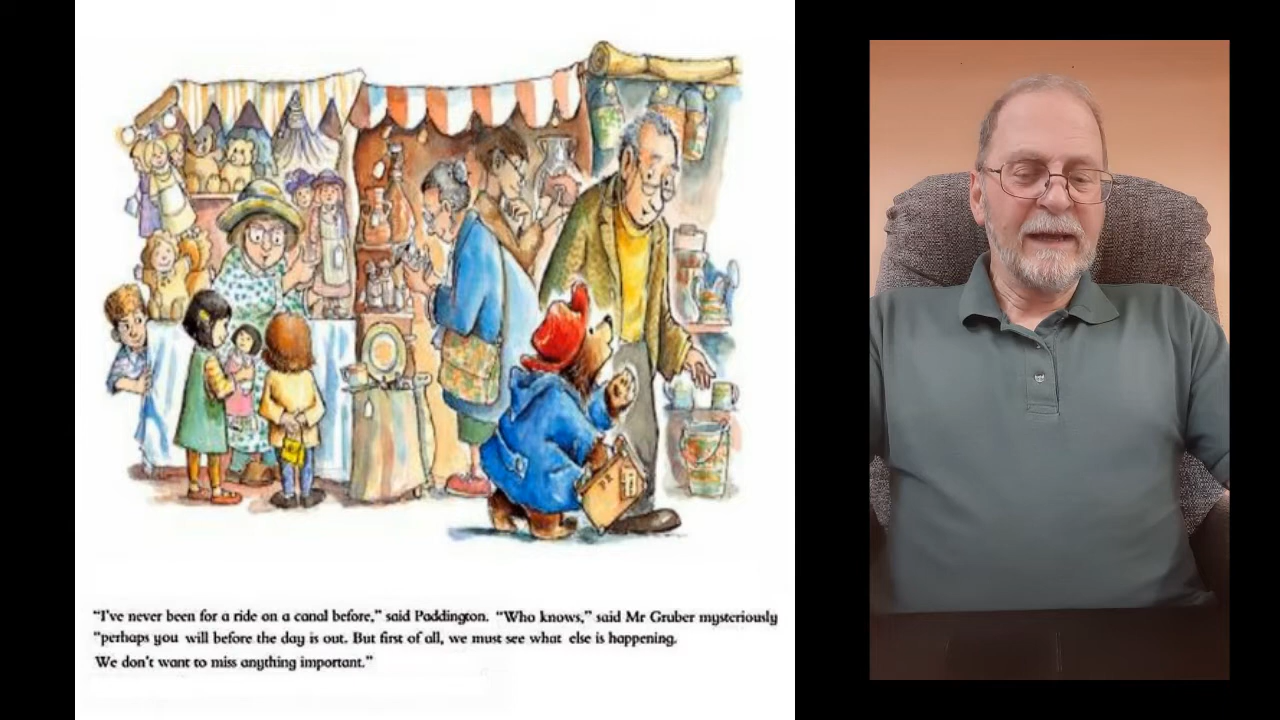 "I've never been for a ride on a canal before," said Paddington. "Who knows," said Mr Gruber mysteriously
"perhaps you will before the day is out. But first of all, we must see what else is happening.
We don't want to miss anything important."